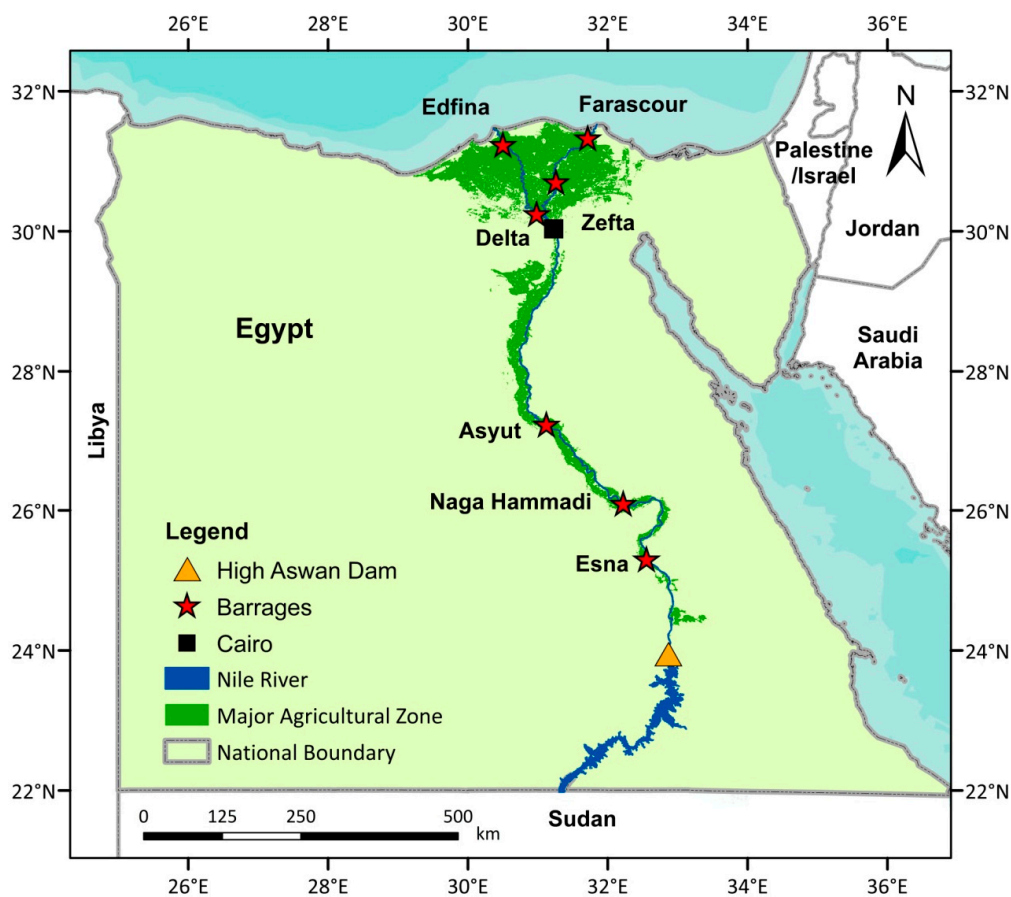 26°E 28°E 30°E 32°E 34°E 36°E
32°N 32°N
Edfina
Farascour
N
Palestine
/Israel
Zefta
Jordan
30°N 30°N
Delta
Egypt
Saudi
Arabia
28°N 28°N
Libya
Asyut
Naga Hammadi
26°N 26°N
Legend
Esna
High Aswan Dam
Barrages
Cairo
24°N 24°N
Nile River
Major Agricultural Zone
National Boundary
22°N 22°N
0 125 250 500
km
Sudan
26°E 28°E 30°E 32°E 34°E 36°E